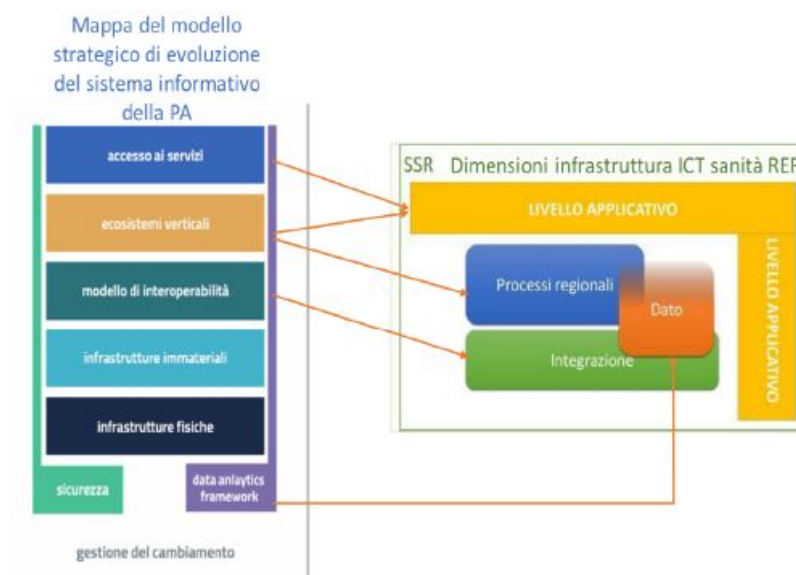 Mappa del modello
strategico di evoluzione
del sistema informativo
della PA
accesso ai servizi
ecosistemi verticali
modello di interoperabilità
infrastrutture immateriali
infrastrutture fisiche
sicurezza
data anlaytics
framework
gestione del cambiamento
SSR Dimensioni infrastruttura ICT sanità RER
LIVELLO APPLICATIVO
Processi regionali
Dato
Integrazione
LIVELLO APPLICATIVO